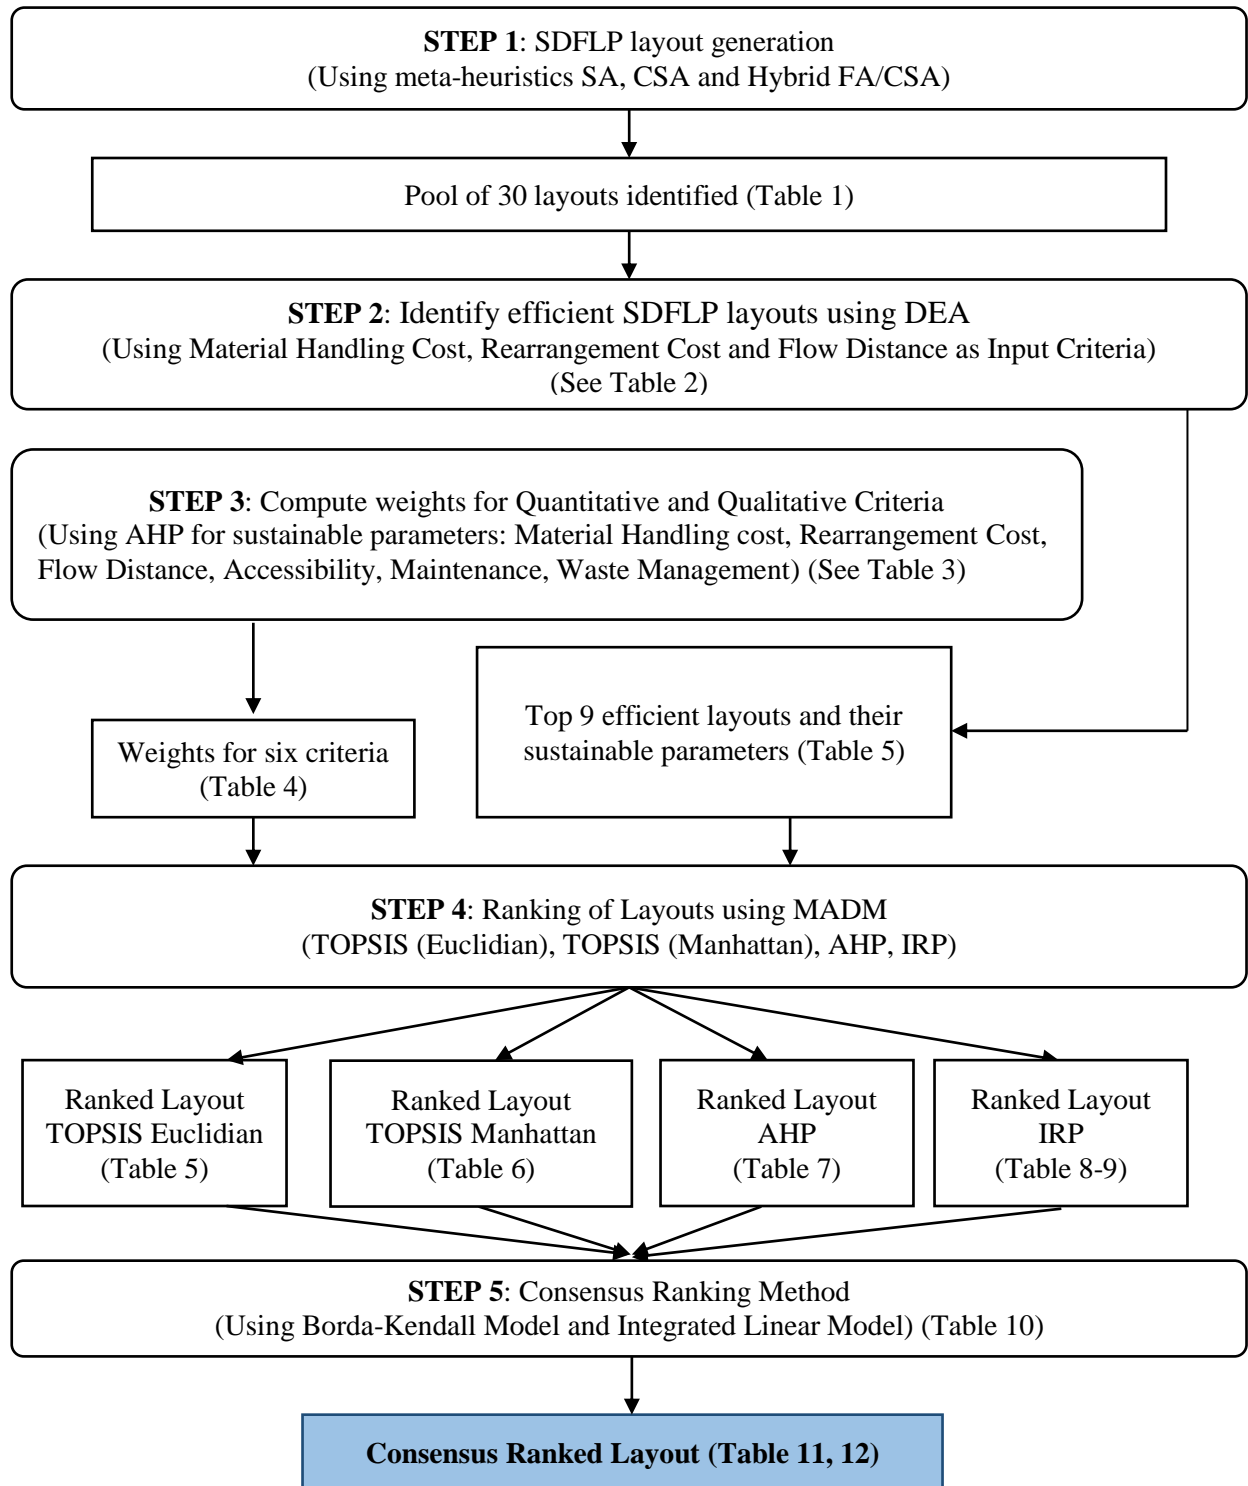 STEP 1: SDFLP layout generation
(Using meta-heuristics SA, CSA and Hybrid FA/CSA)
Pool of 30 layouts identified (Table 1)
STEP 2: Identify efficient SDFLP layouts using DEA
(Using Material Handling Cost, Rearrangement Cost and Flow Distance as Input Criteria)
(See Table 2)
STEP 3: Compute weights for Quantitative and Qualitative Criteria
(Using AHP for sustainable parameters: Material Handling cost, Rearrangement Cost,
Flow Distance, Accessibility, Maintenance, Waste Management) (See Table 3)
Weights for six criteria
(Table 4)
Top 9 efficient layouts and their
sustainable parameters (Table 5)
STEP 4: Ranking of Layouts using MADM
(TOPSIS (Euclidian), TOPSIS (Manhattan), AHP, IRP)
Ranked Layout
TOPSIS Euclidian
(Table 5)
Ranked Layout
TOPSIS Manhattan
(Table 6)
Ranked Layout
AHP
(Table 7)
Ranked Layout
IRP
(Table 8-9)
STEP 5: Consensus Ranking Method
(Using Borda-Kendall Model and Integrated Linear Model) (Table 10)
Consensus Ranked Layout (Table 11, 12)